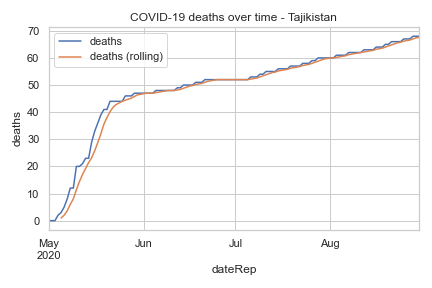 COVID-19 deaths over time - Tajikistan
deaths
deaths (rolling)
70
60
50
40
30
20
10
0
deaths
May
2020
Jun
Jul
Aug
dateRep